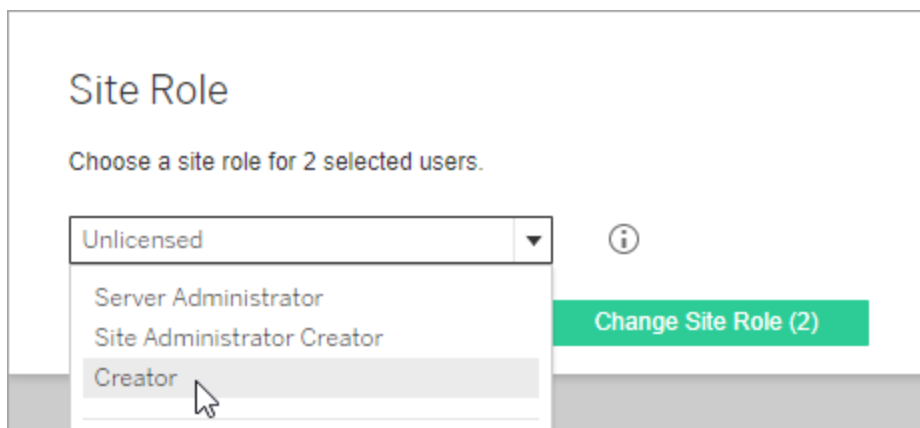 Site Role
Choose a site role for 2 selected users.
Unlicensed
Server Administrator
Site Administrator Creator
Creator
Change Site Role (2)